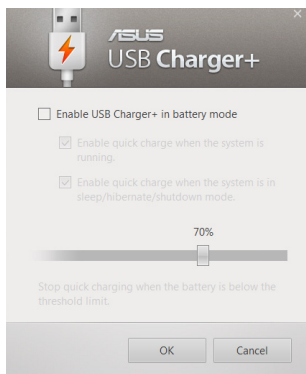 ASUS
USB Charger+
Enable USB Charger+ in battery mode
Enable quick charge when the system is
running.
Enable quick charge when the system is in
sleep/hibernate/shutdown mode.
70%
Stop quick charging when the battery is below the
threshold limit.
OK Cancel